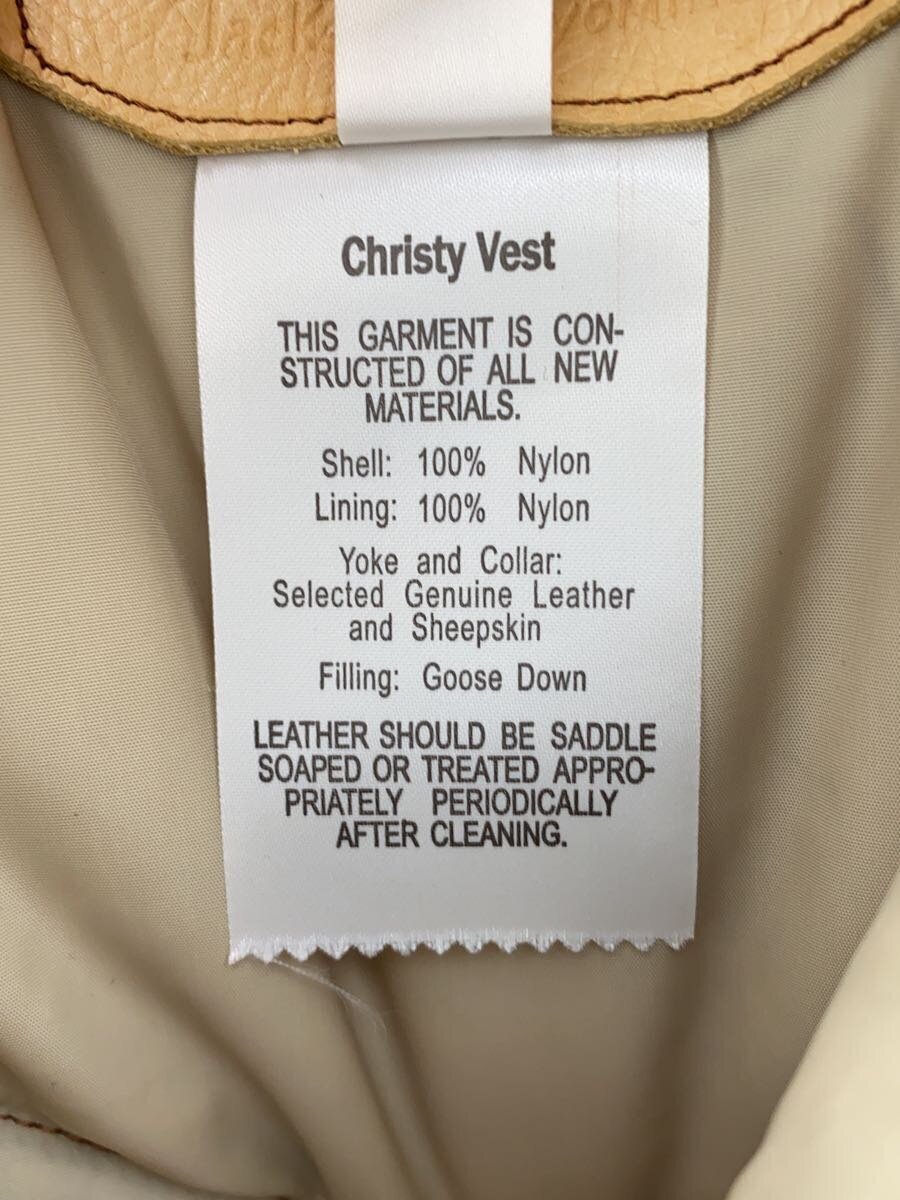 Christy Vest
THIS GARMENT IS CON-
STRUCTED OF ALL NEW
MATERIALS.
Shell: 100% Nylon
Lining: 100% Nylon
Yoke and Collar:
Selected Genuine Leather
and Sheepskin
Filling: Goose Down
LEATHER SHOULD BE SADDLE
SOAPED OR TREATED APPRO-
PRIATELY PERIODICALLY
AFTER CLEANING.